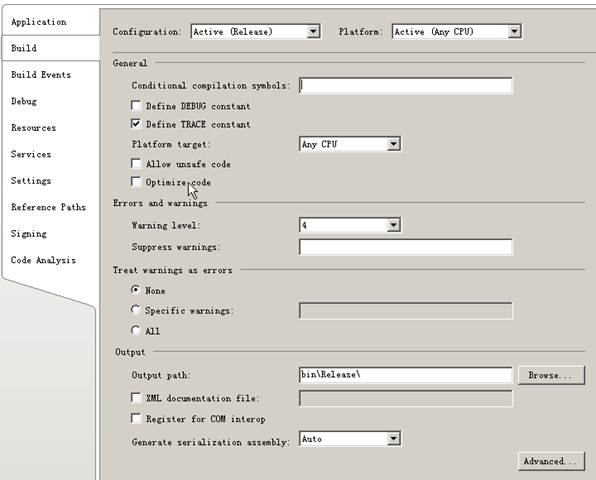 Application
Build
Build Events
Debug
Resources
Services
Settings
Reference Paths
Signing
Code Analysis
Configuration: Active (Release) Platform: Active (Any CPU)
General
Conditional compilation symbols:
Define DEBUG constant
Define TRACE constant
Platform target: Any CPU
Allow unsafe code
Optimize code
Errors and warnings
Warning level: 4
Suppress warnings:
Treat warnings as errors
None
Specific warnings:
All
Output
Output path: bin\Release\ Browse...
XML documentation file:
Register for COM interop
Generate serialization assembly: Auto
Advanced...